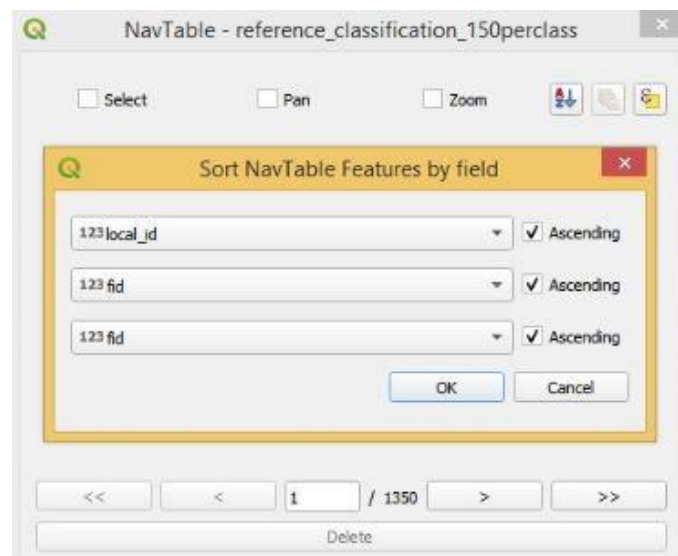 NavTable - reference_classification_150perclass
Select Pan Zoom
Sort NavTable Features by field
123 local_id Ascending
123 fid Ascending
123 fid Ascending
OK Cancel
<< < 1 / 1350 > >>
Delete